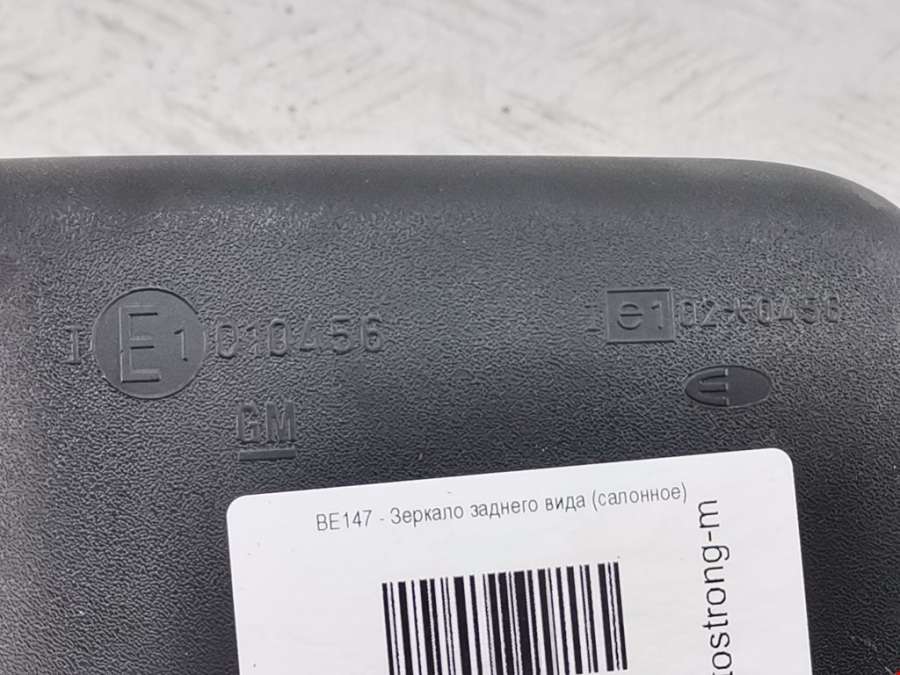 I E1 010456
I e1 02*0456
GM
BE147 - Зеркало заднего вида (салонное)
tostrong-m